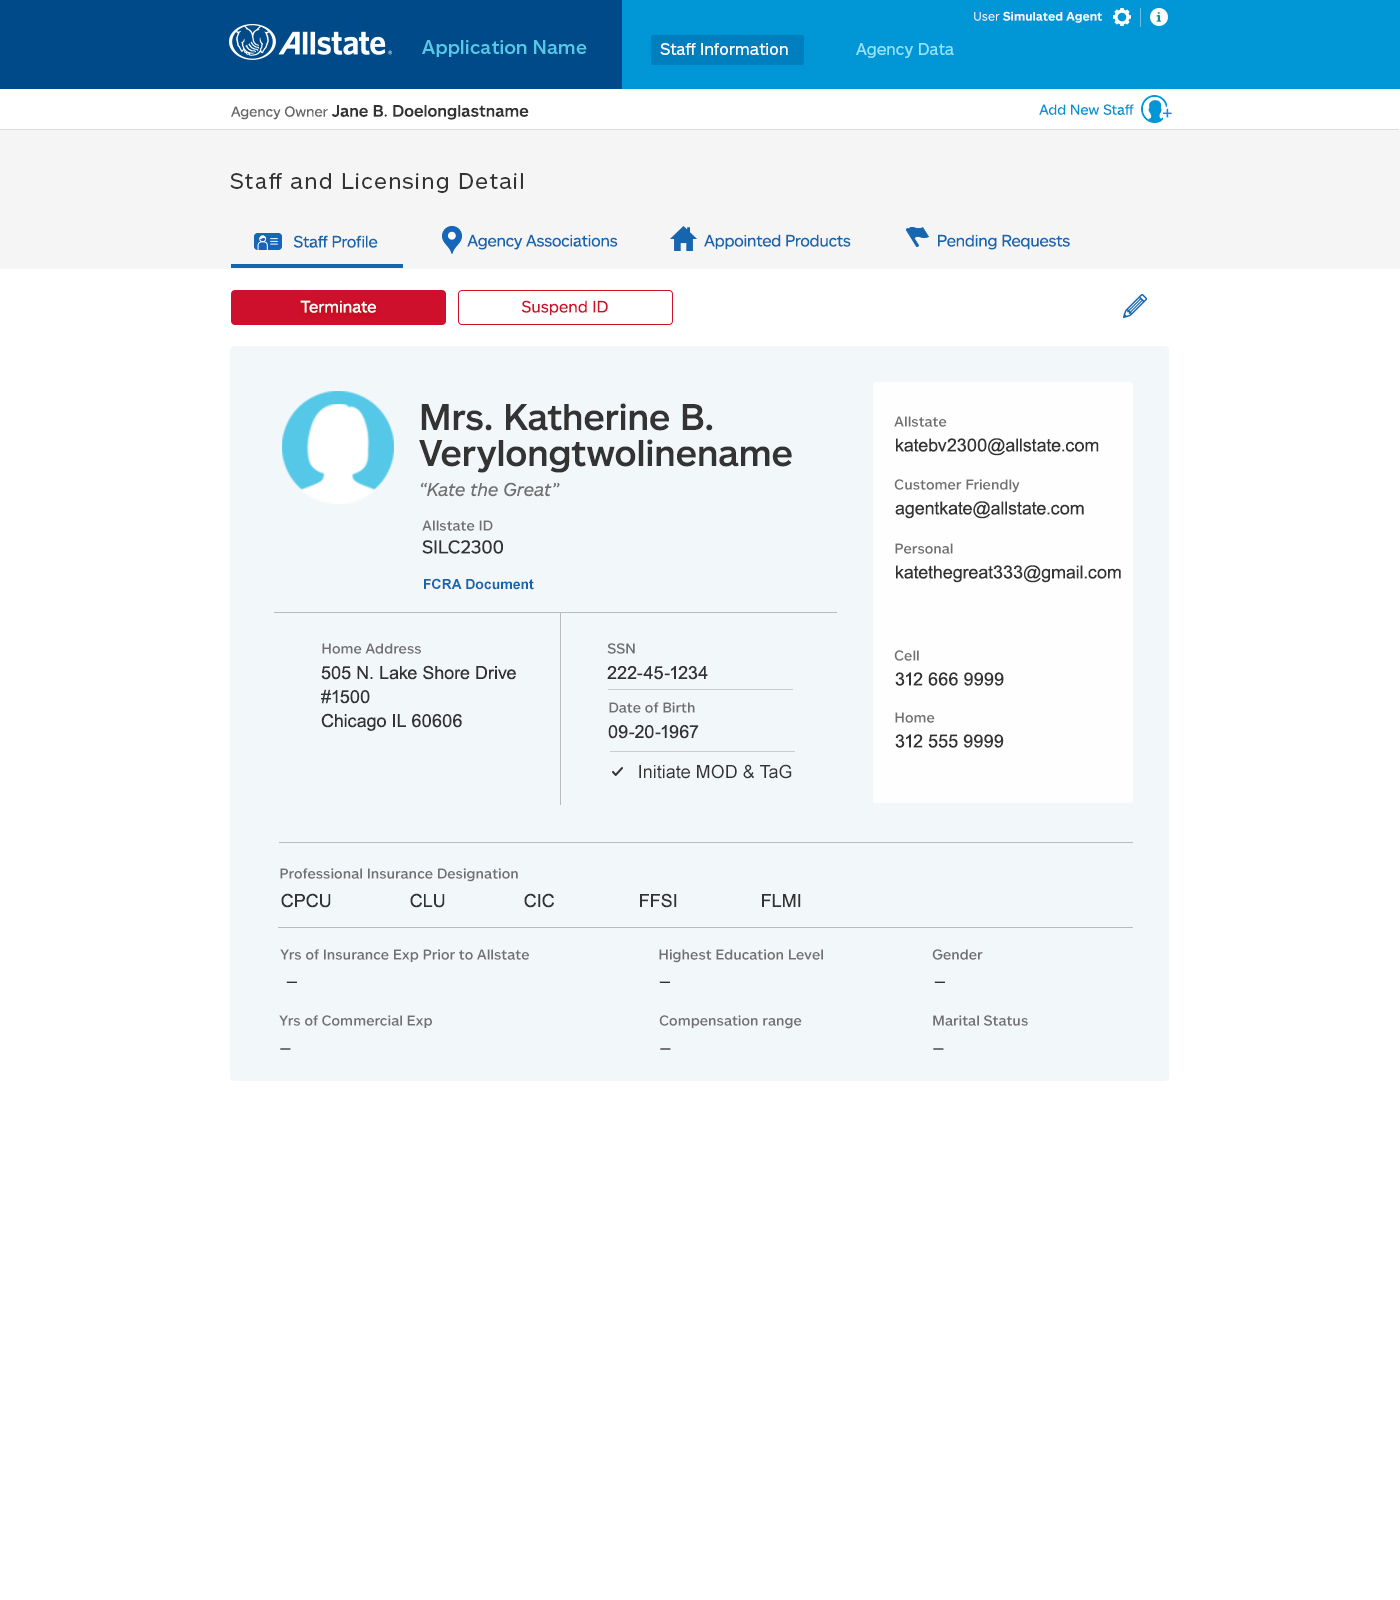 User Simulated Agent
Allstate.
Application Name
Staff Information
Agency Data
Agency Owner Jane B. Doelonglastname
Add New Staff
Staff and Licensing Detail
Staff Profile
Agency Associations
Appointed Products
Pending Requests
Terminate
Suspend ID
Mrs. Katherine B.
Verylongtwolinename
“Kate the Great”
Allstate ID
SILC2300
FCRA Document
Home Address
505 N. Lake Shore Drive
#1500
Chicago IL 60606
SSN
222-45-1234
Date of Birth
09-20-1967
Initiate MOD & TaG
Allstate
katebv2300@allstate.com
Customer Friendly
agentkate@allstate.com
Personal
katethegreat333@gmail.com
Cell
312 666 9999
Home
312 555 9999
Professional Insurance Designation
CPCU CLU CIC FFSI FLMI
Yrs of Insurance Exp Prior to Allstate
–
Highest Education Level
–
Gender
–
Yrs of Commercial Exp
–
Compensation range
–
Marital Status
–